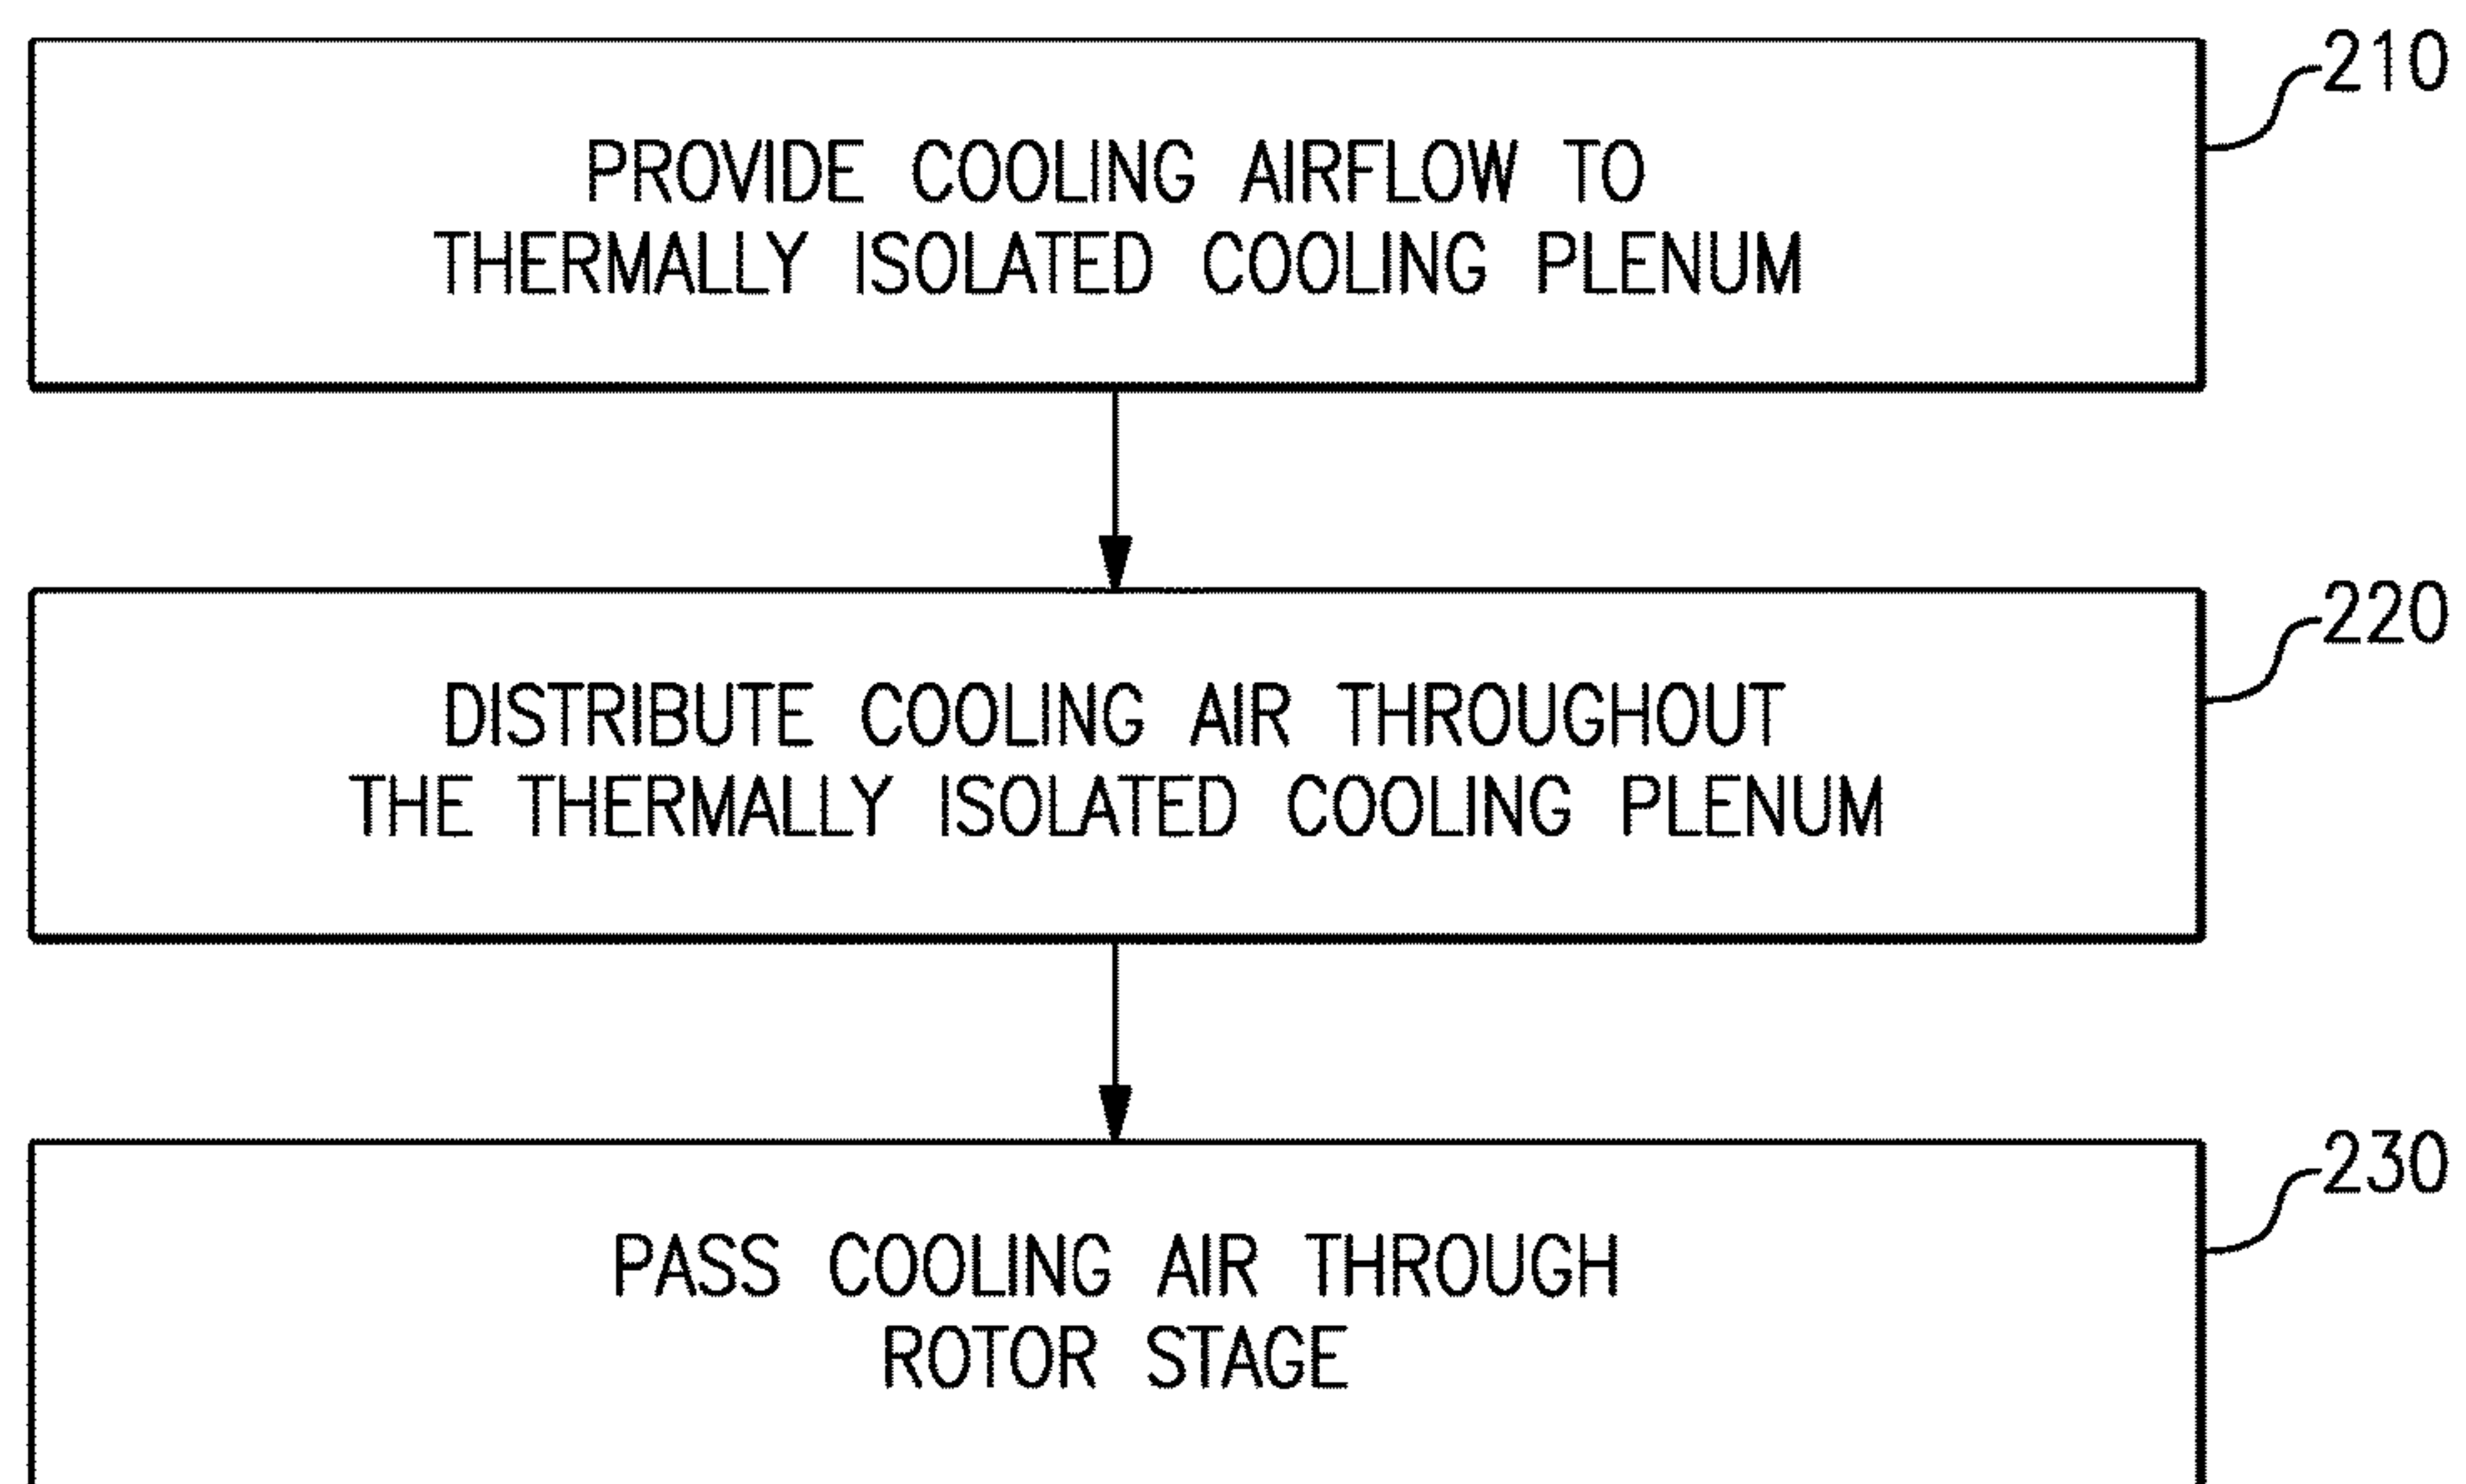 210
PROVIDE COOLING AIRFLOW TO
THERMALLY ISOLATED COOLING PLENUM
220
DISTRIBUTE COOLING AIR THROUGHOUT
THE THERMALLY ISOLATED COOLING PLENUM
230
PASS COOLING AIR THROUGH
ROTOR STAGE